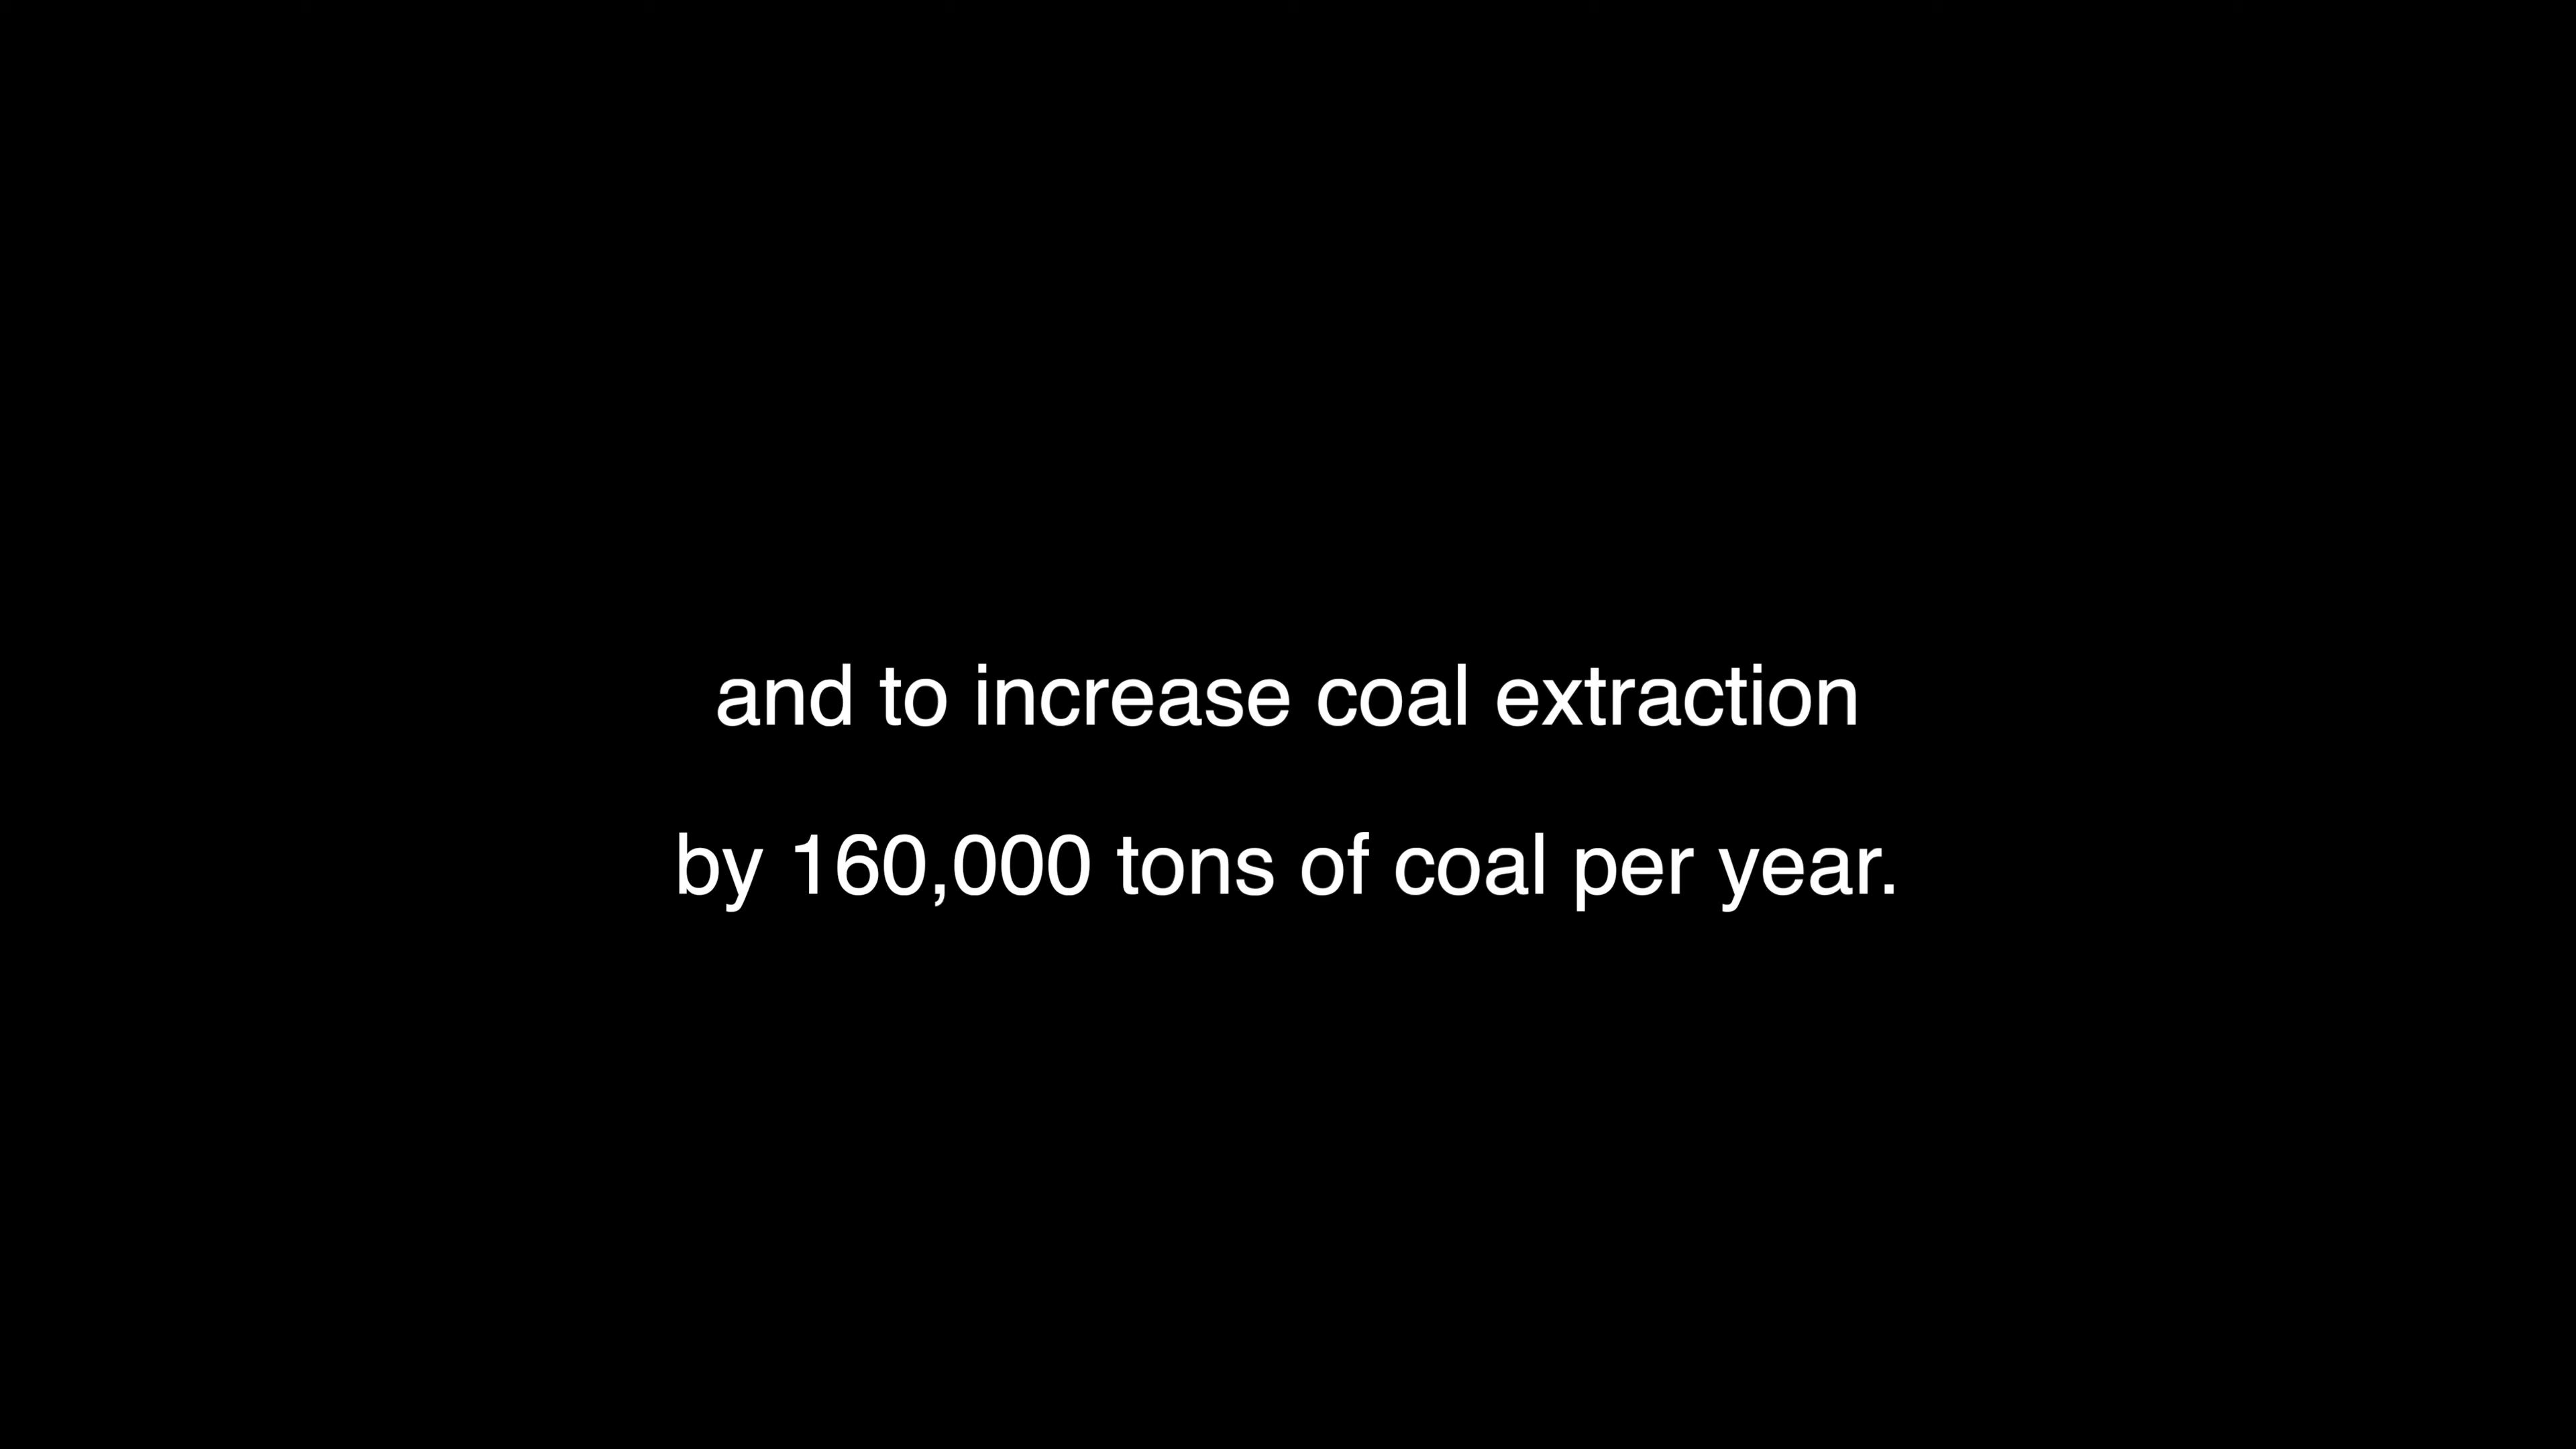 and to increase coal extraction
by 160,000 tons of coal per year.